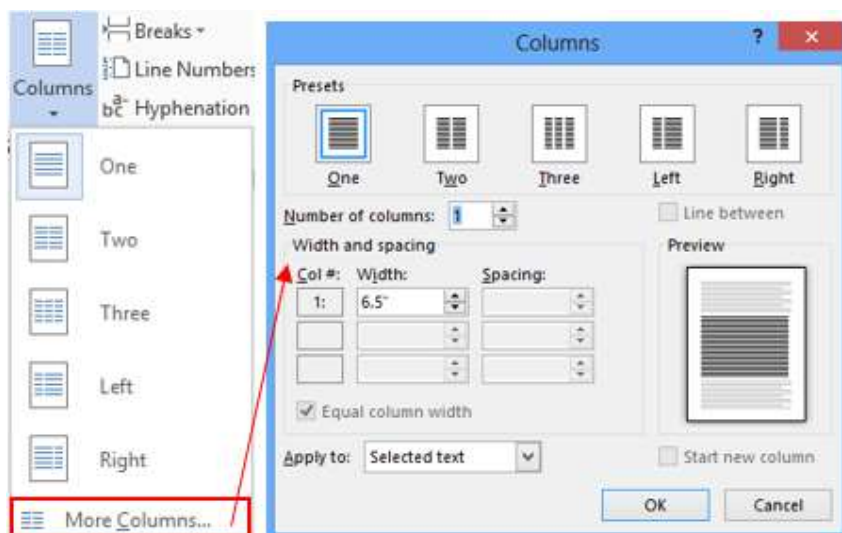 Breaks
Line Numbers
Columns
bc Hyphenation
One
Two
Three
Left
Right
More Columns...
Columns
?
Presets
One
Two
Three
Left
Right
Number of columns: 1
Line between
Width and spacing
Preview
Col #: Width: Spacing:
1: 6.5"
Equal column width
Apply to: Selected text
Start new column
OK Cancel